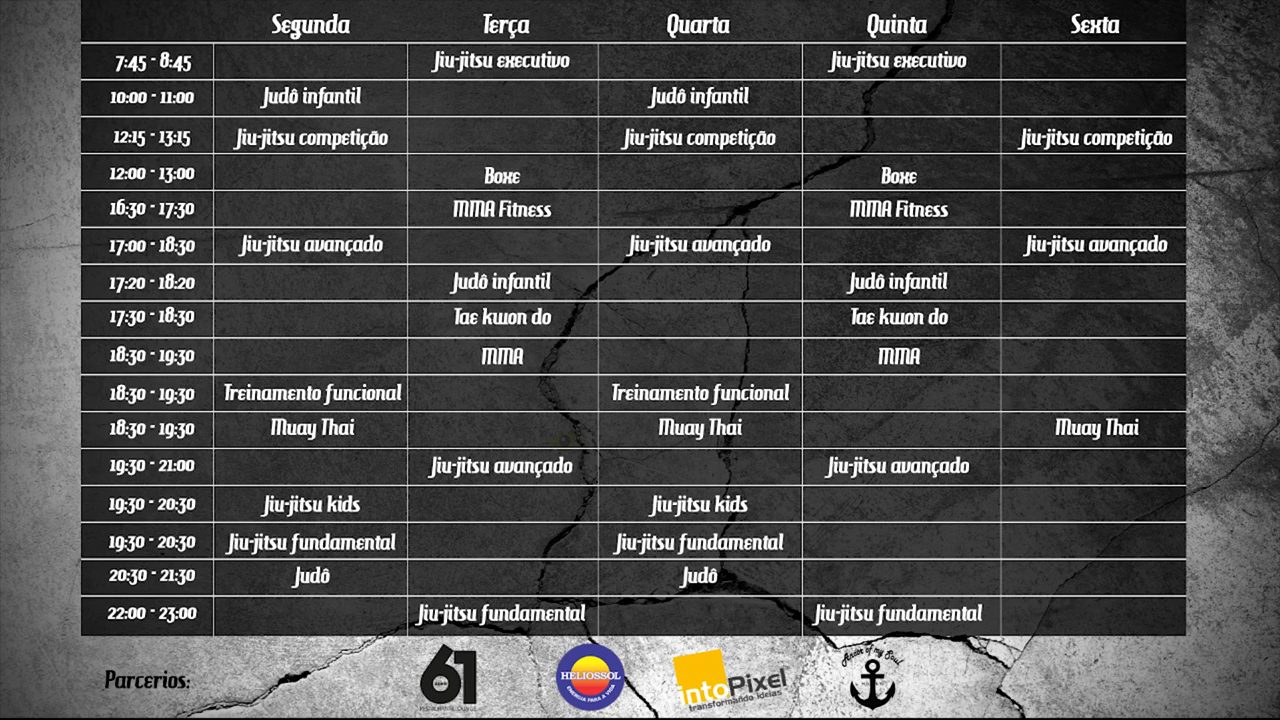 Segunda Terça Quarta Quinta Sexta
7:45 - 8:45 Jiu-jitsu executivo Jiu-jitsu executivo
10:00 - 11:00 Judô infantil Judô infantil
12:15 - 13:15 Jiu-jitsu competição Jiu-jitsu competição Jiu-jitsu competição
12:00 - 13:00 Boxe Boxe
16:30 - 17:30 MMA Fitness MMA Fitness
17:00 - 18:30 Jiu-jitsu avançado Jiu-jitsu avançado Jiu-jitsu avançado
17:20 - 18:20 Judô infantil Judô infantil
17:30 - 18:30 Tae kwon do Tae kwon do
18:30 - 19:30 MMA MMA
18:30 - 19:30 Treinamento funcional Treinamento funcional
18:30 - 19:30 Muay Thai Muay Thai Muay Thai
19:30 - 21:00 Jiu-jitsu avançado Jiu-jitsu avançado
19:30 - 20:30 Jiu-jitsu kids Jiu-jitsu kids
19:30 - 20:30 Jiu-jitsu fundamental Jiu-jitsu fundamental
20:30 - 21:30 Judô Judô
22:00 - 23:00 Jiu-jitsu fundamental Jiu-jitsu fundamental
Parcerios:
61
HELIOSSOL
ENERGIA PARA A VIDA
intoPixel
transformando ideias
Ancor of my Soul